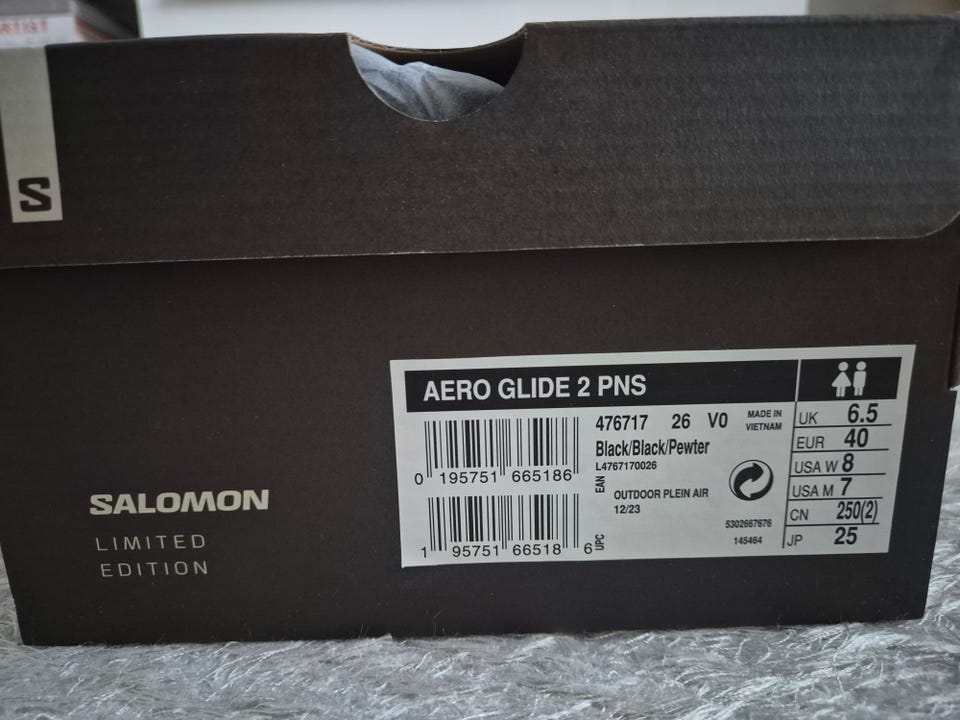 S
AERO GLIDE 2 PNS
476717 26 V0
MADE IN
VIETNAM
Black/Black/Pewter
L4767170026
0 195751 665186
EAN
OUTDOOR PLEIN AIR
12/23
5302667676
145464
1 95751 66518 6
UPC
UK 6.5
EUR 40
USA W 8
USA M 7
CN 250(2)
JP 25
SALOMON
LIMITED
EDITION